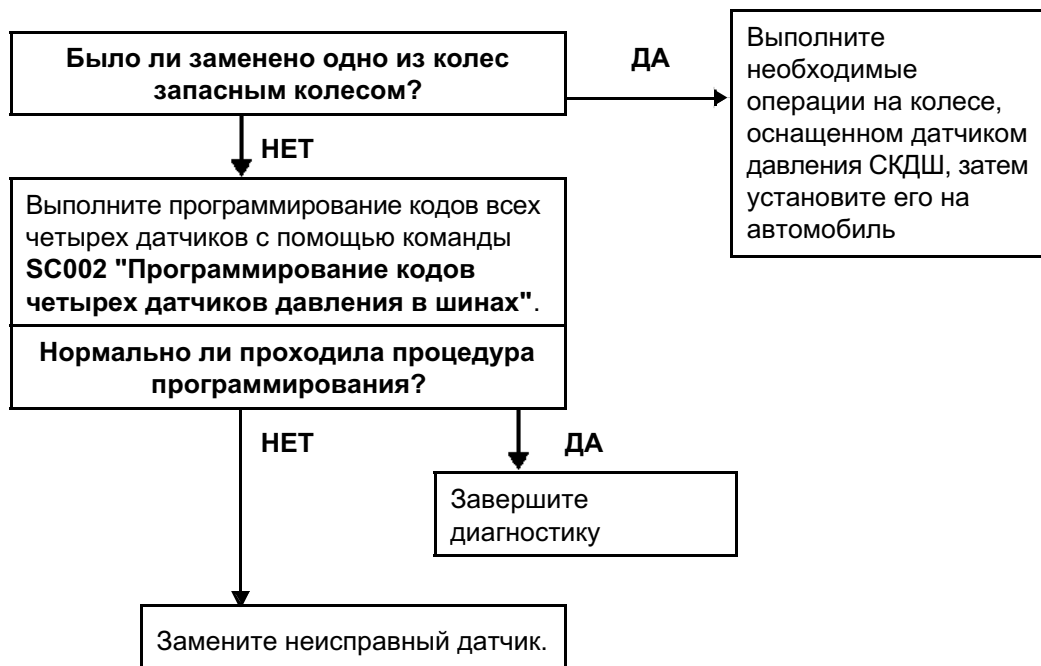 Было ли заменено одно из колес
запасным колесом?
ДА
Выполните
необходимые
операции на колесе,
оснащенном датчиком
давления СКДШ, затем
установите его на
автомобиль
НЕТ
Выполните программирование кодов всех
четырех датчиков с помощью команды
SC002 "Программирование кодов
четырех датчиков давления в шинах".
Нормально ли проходила процедура
программирования?
НЕТ
ДА
Завершите
диагностику
Замените неисправный датчик.